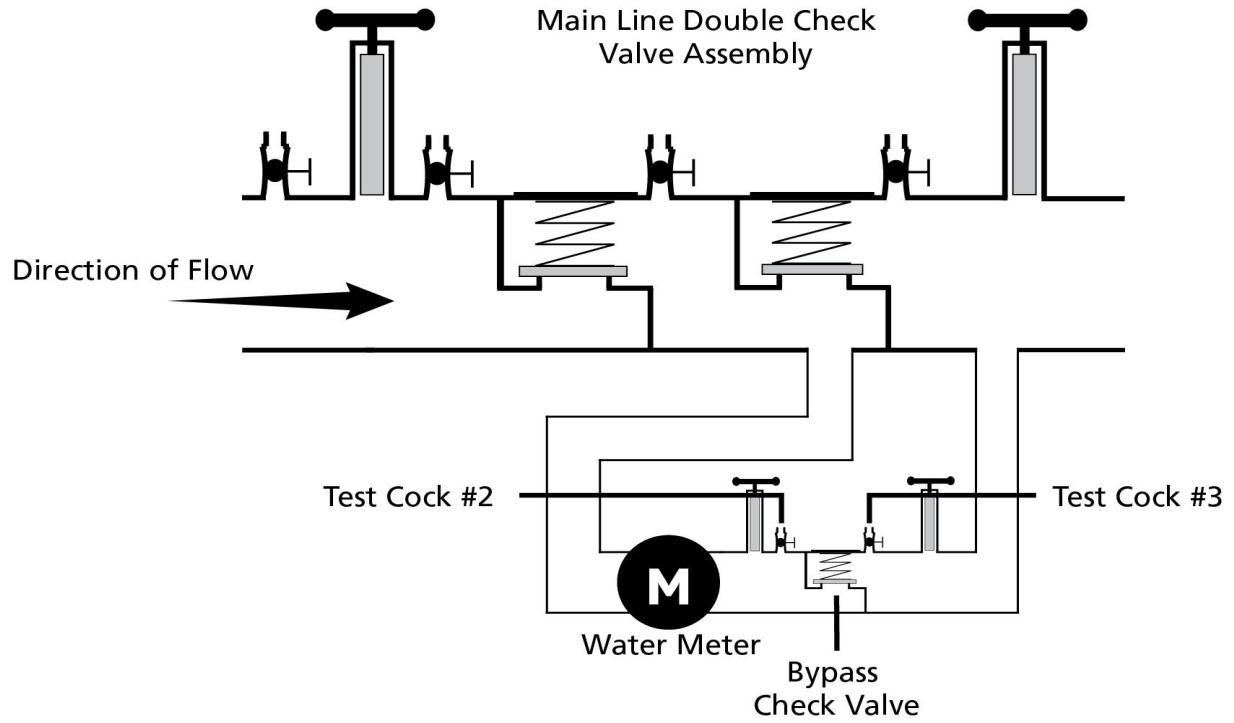 Main Line Double Check
Valve Assembly
Direction of Flow
Test Cock #2
Test Cock #3
M
Water Meter
Bypass
Check Valve